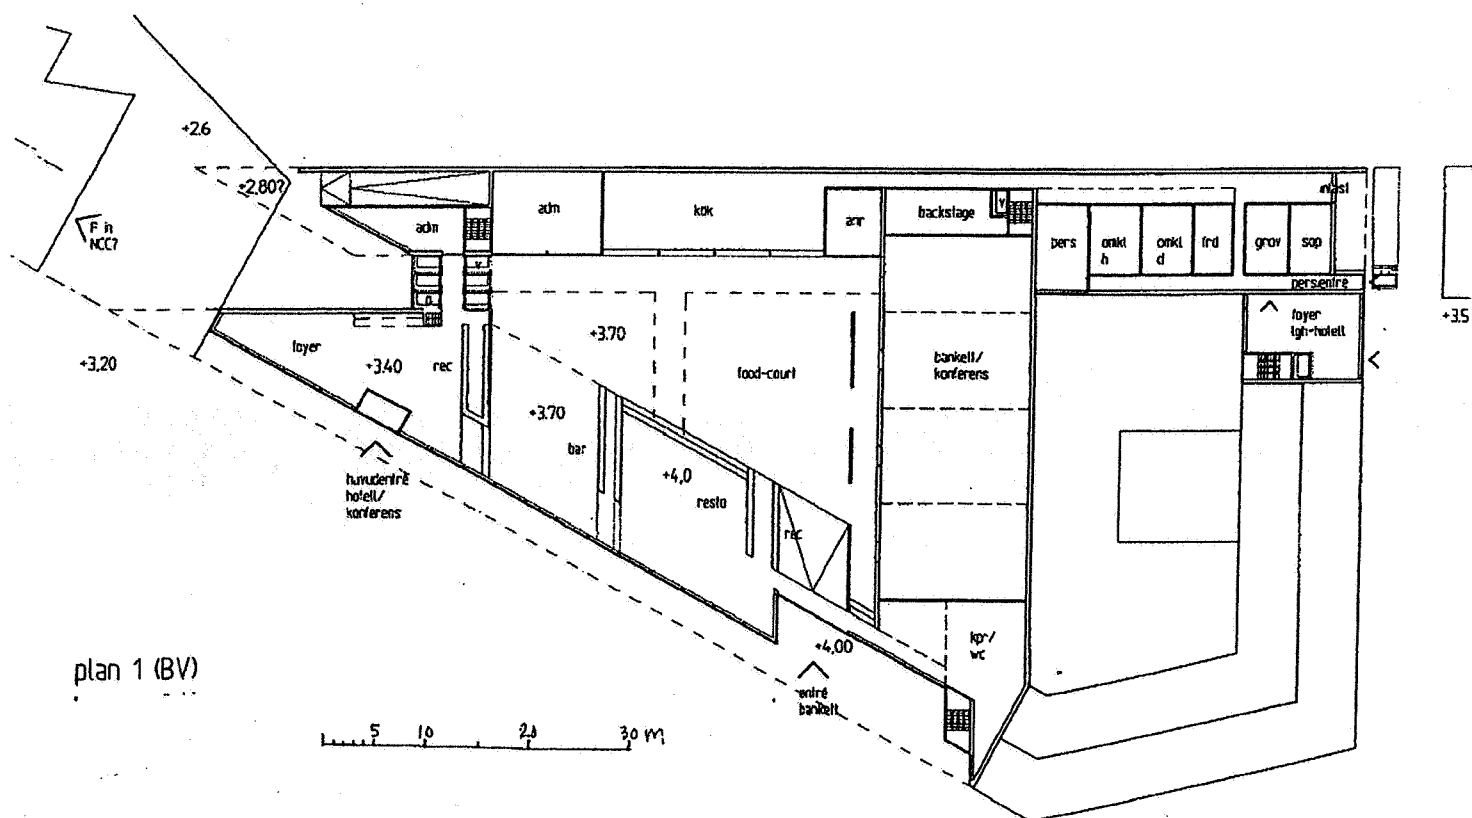 +2.6
+2.80?
F in
NCC?
adm
adm
kök
anr
backstage
v
pers
omkl
h
omkl
d
frd
grov
sop
inlast
persentré
foyer
lgh-hotell
+3.5
+3,20
foyer
+3.40
rec
v
+3.70
food-court
bankett/
konferens
+3.70
bar
+4,0
resto
rec
huvudentré
hotell/
konferens
+4,00
kpr/
wc
entré
bankett
plan 1 (BV)
5 10 20 30 m